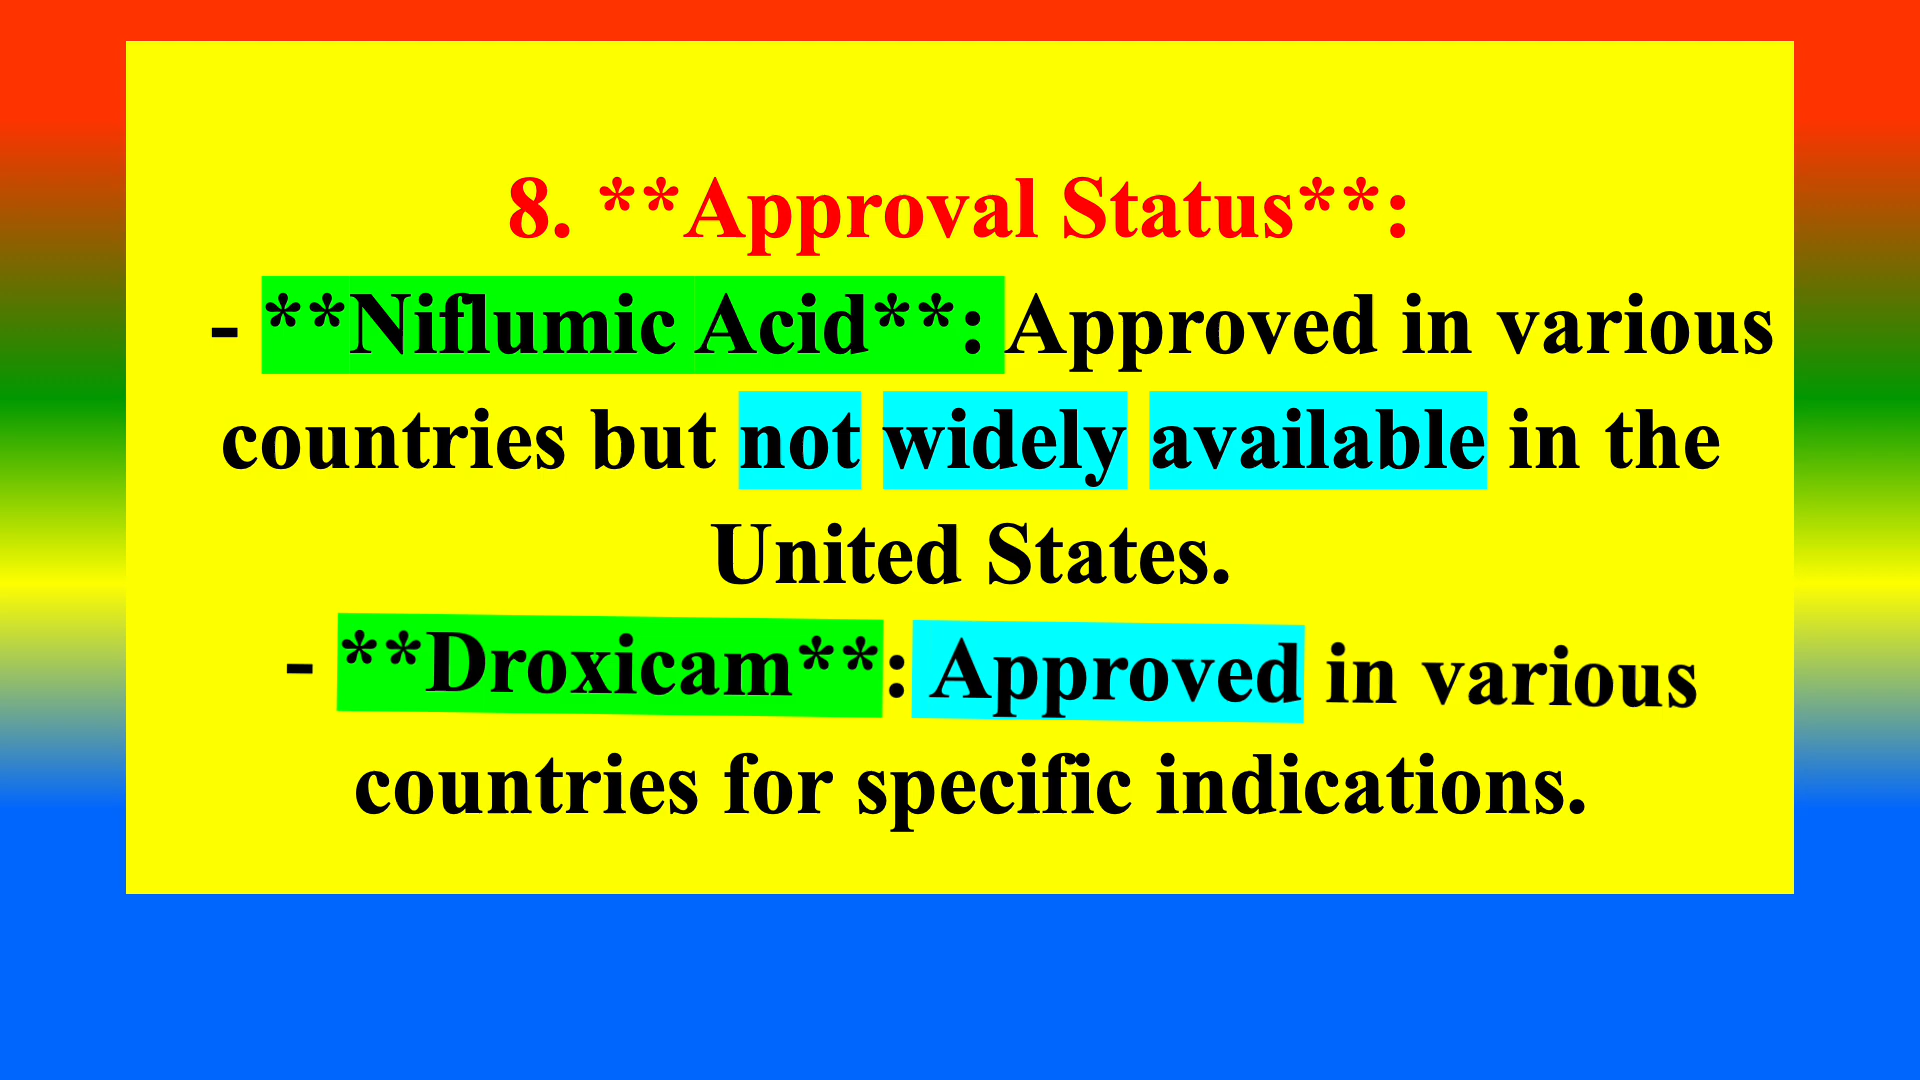 8. **Approval Status**:
- **Niflumic Acid**: Approved in various
countries but not widely available in the
United States.
- **Droxicam**: Approved in various
countries for specific indications.